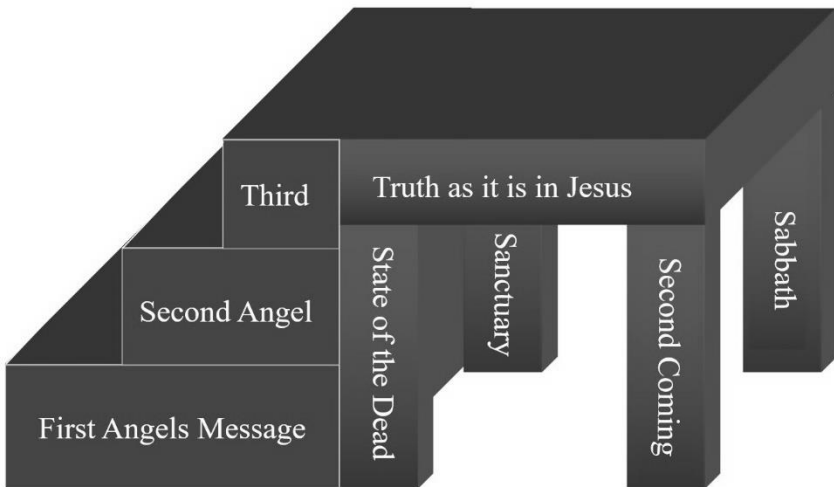 Third
Truth as it is in Jesus
Second Angel
First Angels Message
State of the Dead
Sanctuary
Second Coming
Sabbath